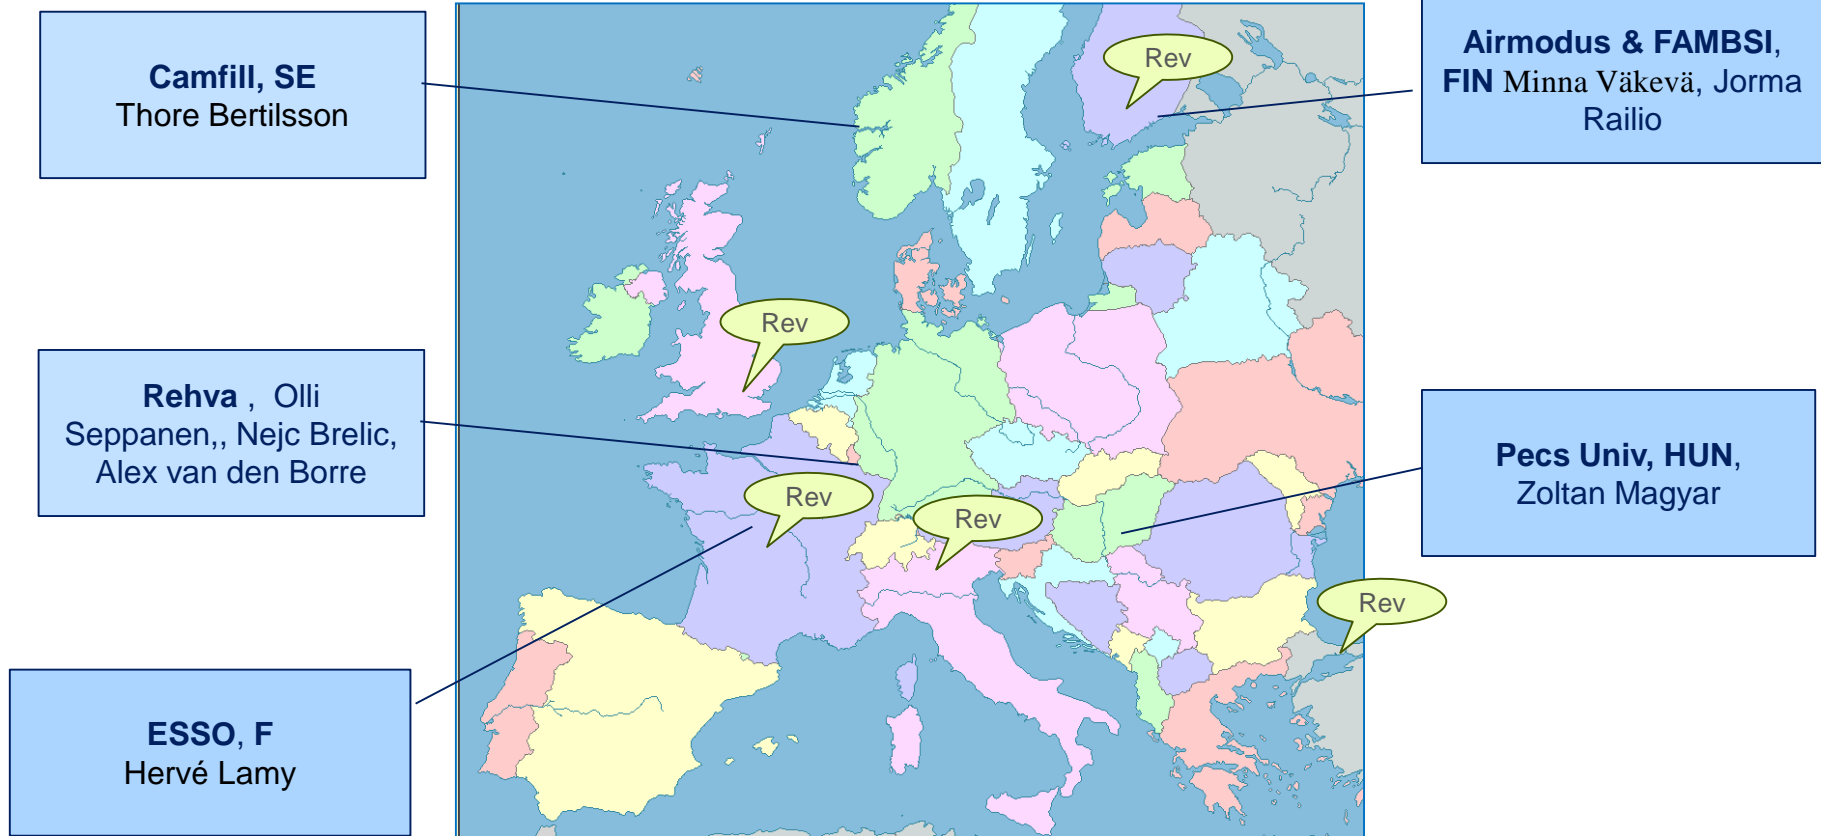 Camfill, SE
Thore Bertilsson
Rev
Airmodus & FAMBSI,
FIN Minna Väkevä, Jorma
Railio
Rev
Rehva ,  Olli
Seppanen,, Nejc Brelic,
Alex van den Borre
Rev
Rev
Pecs Univ, HUN,
Zoltan Magyar
Rev
ESSO, F
Hervé Lamy